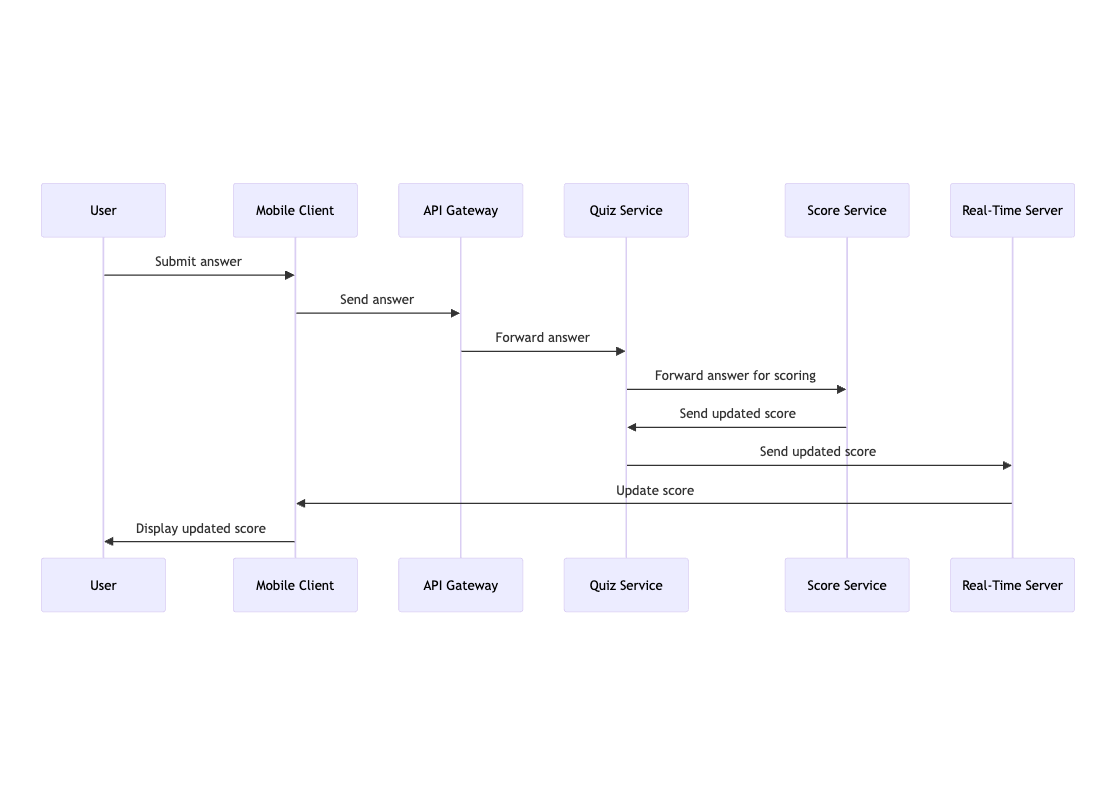 User
Mobile Client
API Gateway
Quiz Service
Score Service
Real-Time Server
Submit answer
Send answer
Forward answer
Forward answer for scoring
Send updated score
Send updated score
Update score
Display updated score
User
Mobile Client
API Gateway
Quiz Service
Score Service
Real-Time Server